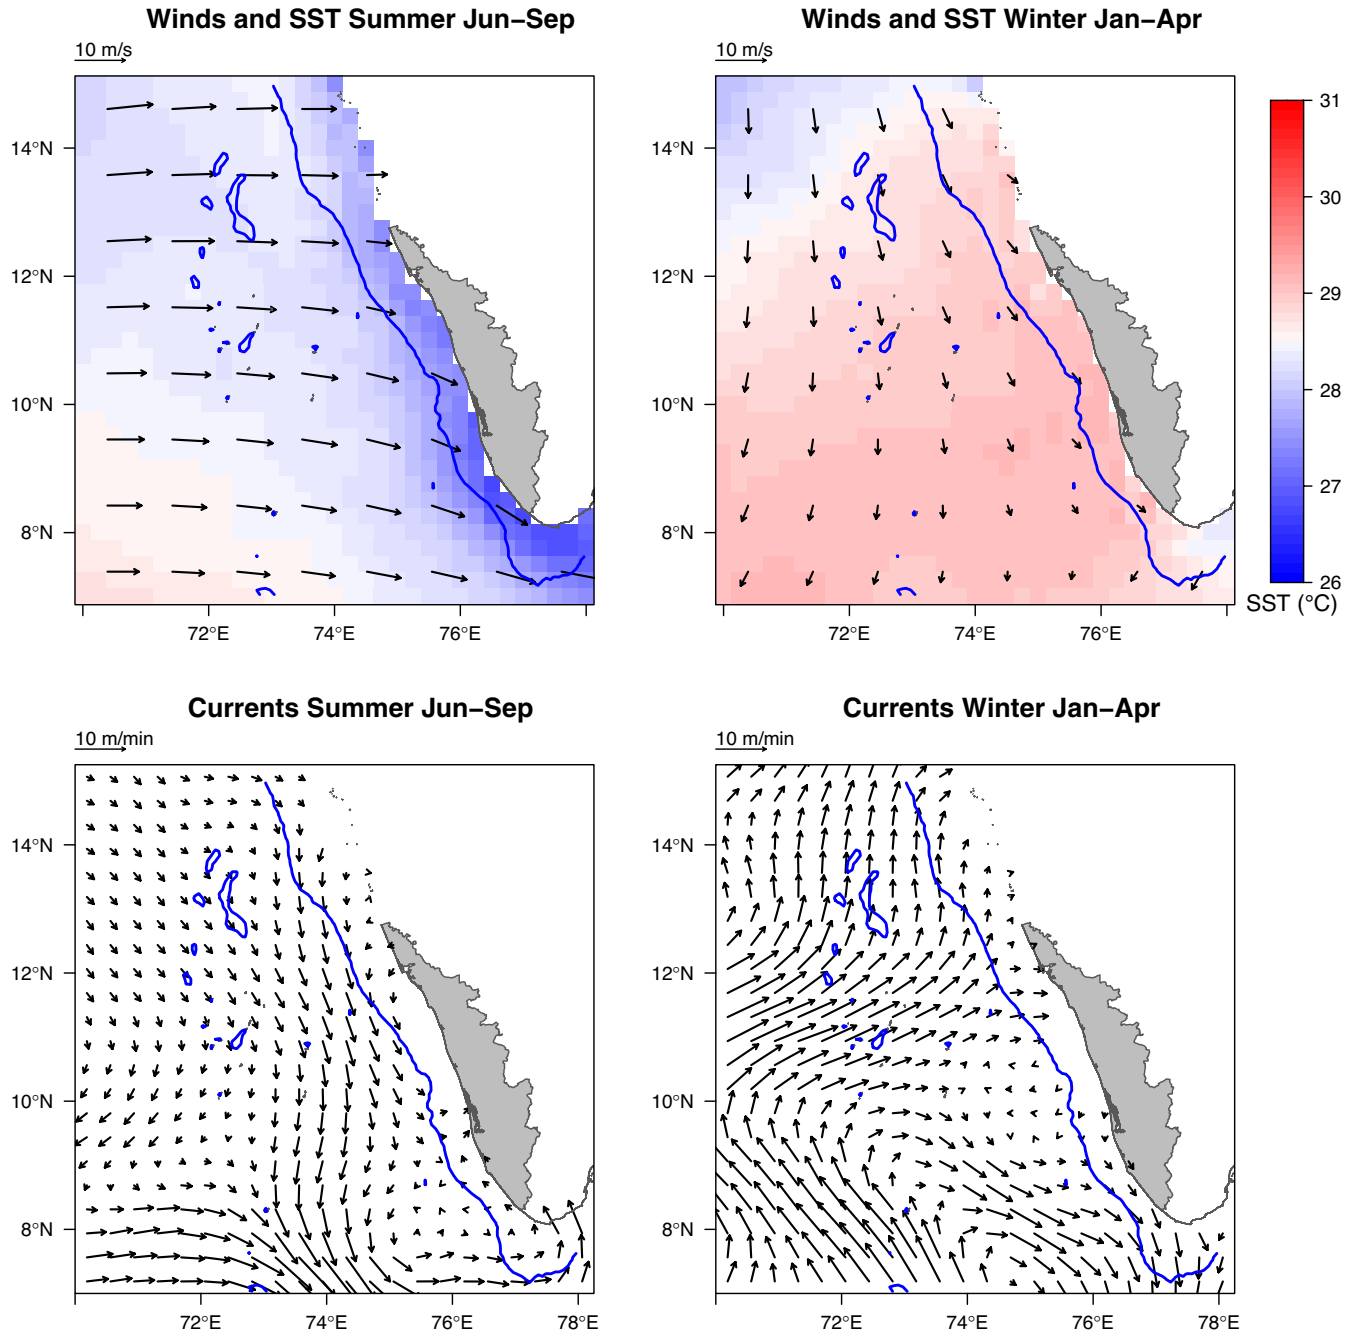 Winds and SST Summer Jun−Sep
Winds and SST Winter Jan−Apr
10 m/s
10 m/s
14°N
12°N
10°N
8°N
72°E
74°E
76°E
14°N
12°N
10°N
8°N
72°E
74°E
76°E
31
30
29
28
27
26
SST (°C)
Currents Summer Jun−Sep
Currents Winter Jan−Apr
10 m/min
10 m/min
14°N
12°N
10°N
8°N
72°E
74°E
76°E
78°E
14°N
12°N
10°N
8°N
72°E
74°E
76°E
78°E